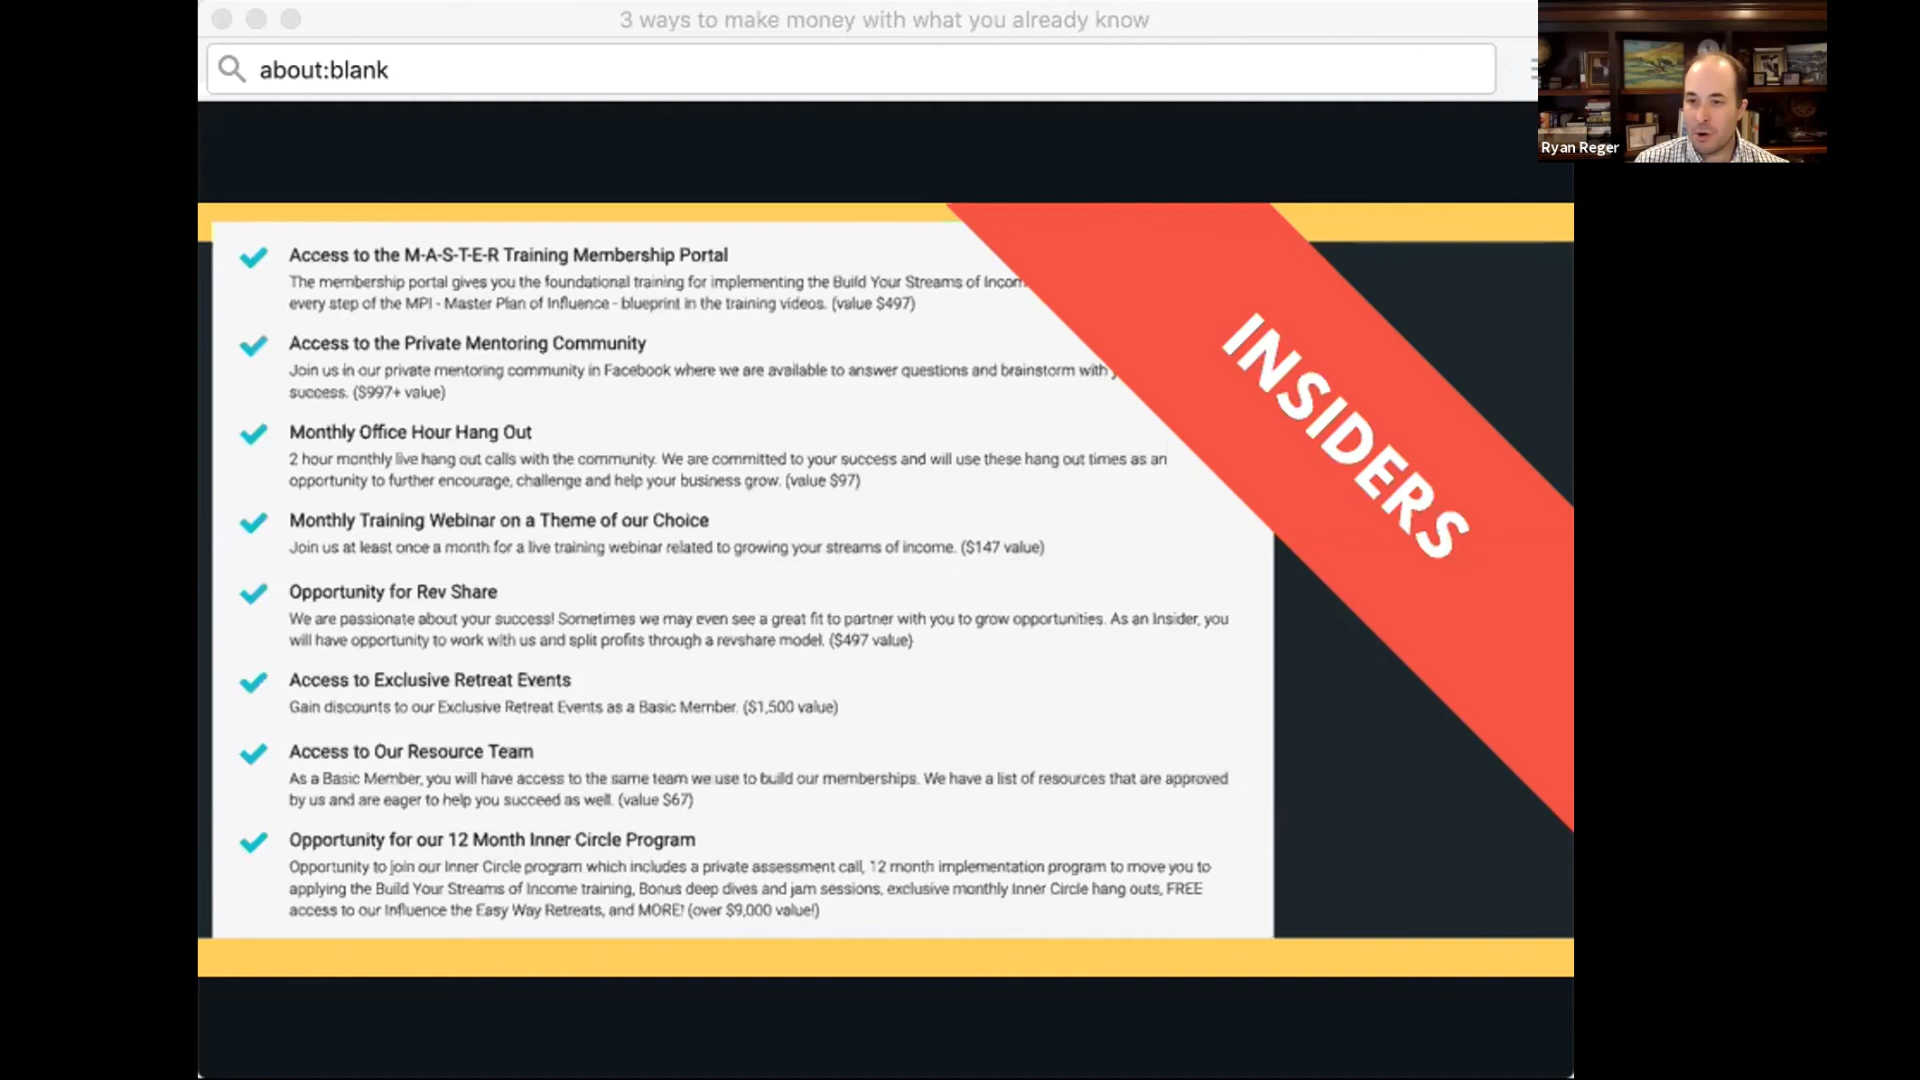 3 ways to make money with what you already know
about:blank
Ryan Reger
INSIDERS
Access to the M-A-S-T-E-R Training Membership Portal
The membership portal gives you the foundational training for implementing the Build Your Streams of
every step of the MPI - Master Plan of Influence - blueprint in the training videos. (value $497)
Access to the Private Mentoring Community
Join us in our private mentoring community in Facebook where we are available to answer questions and brainstorm with
success. ($997+ value)
Monthly Office Hour Hang Out
2 hour monthly live hang out calls with the community. We are committed to your success and will use these hang out times as an
opportunity to further encourage, challenge and help your business grow. (value $97)
Monthly Training Webinar on a Theme of our Choice
Join us at least once a month for a live training webinar related to growing your streams of income. ($147 value)
Opportunity for Rev Share
We are passionate about your success! Sometimes we may even see a great fit to partner with you to grow opportunities. As an Insider, you
will have opportunity to work with us and split profits through a revshare model. ($497 value)
Access to Exclusive Retreat Events
Gain discounts to our Exclusive Retreat Events as a Basic Member. ($1,500 value)
Access to Our Resource Team
As a Basic Member, you will have access to the same team we use to build our memberships. We have a list of resources that are approved
by us and are eager to help you succeed as well. (value $67)
Opportunity for our 12 Month Inner Circle Program
Opportunity to join our Inner Circle program which includes a private assessment call, 12 month implementation program to move you to
applying the Build Your Streams of Income training, Bonus deep dives and jam sessions, exclusive monthly Inner Circle hang outs, FREE
access to our Influence the Easy Way Retreats, and MORE! (over $9,000 value!)